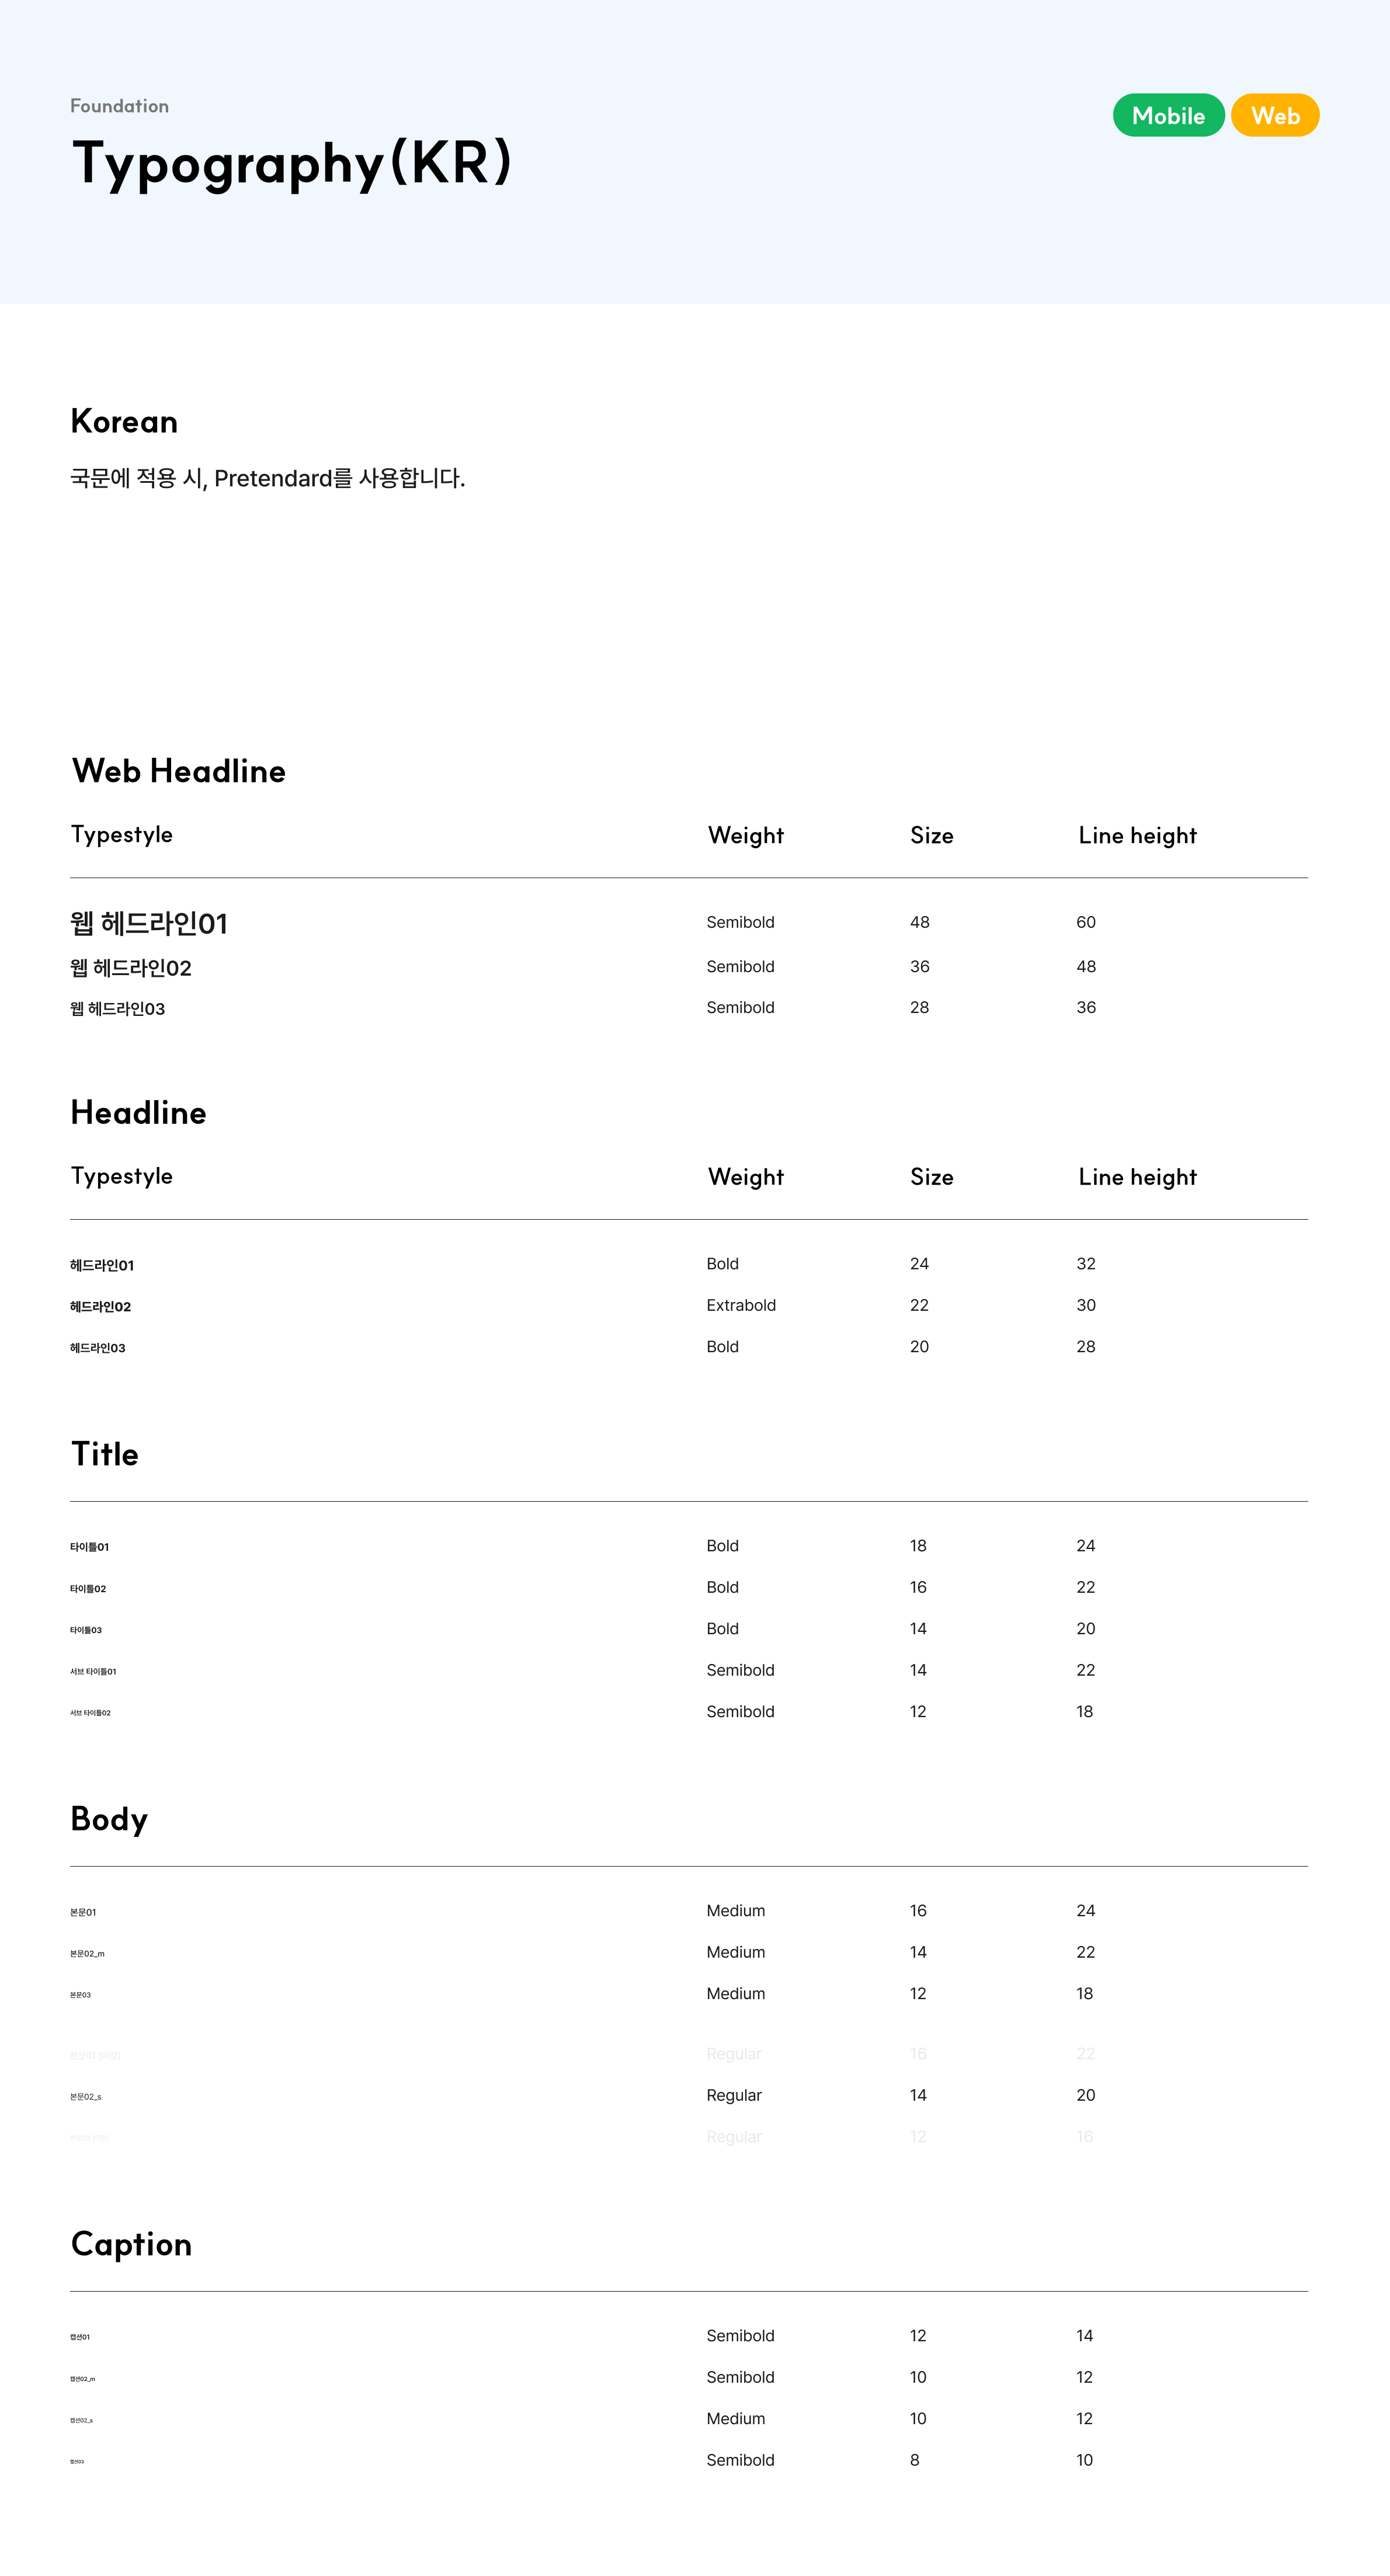 Foundation
Mobile Web
Typography(KR)
Korean
국문에 적용 시, Pretendard를 사용합니다.
Web Headline
Typestyle Weight Size Line height
웹 헤드라인01 Semibold 48 60
웹 헤드라인02 Semibold 36 48
웹 헤드라인03 Semibold 28 36
Headline
Typestyle Weight Size Line height
헤드라인01 Bold 24 32
헤드라인02 Extrabold 22 30
헤드라인03 Bold 20 28
Title
타이틀01 Bold 18 24
타이틀02 Bold 16 22
타이틀03 Bold 14 20
서브 타이틀01 Semibold 14 22
서브 타이틀02 Semibold 12 18
Body
본문01 Medium 16 24
본문02_m Medium 14 22
본문03 Medium 12 18
본문01 Regular 16 22
본문02_s Regular 14 20
Regular 12 16
Caption
캡션01 Semibold 12 14
캡션02_m Semibold 10 12
캡션02_s Medium 10 12
캡션03 Semibold 8 10